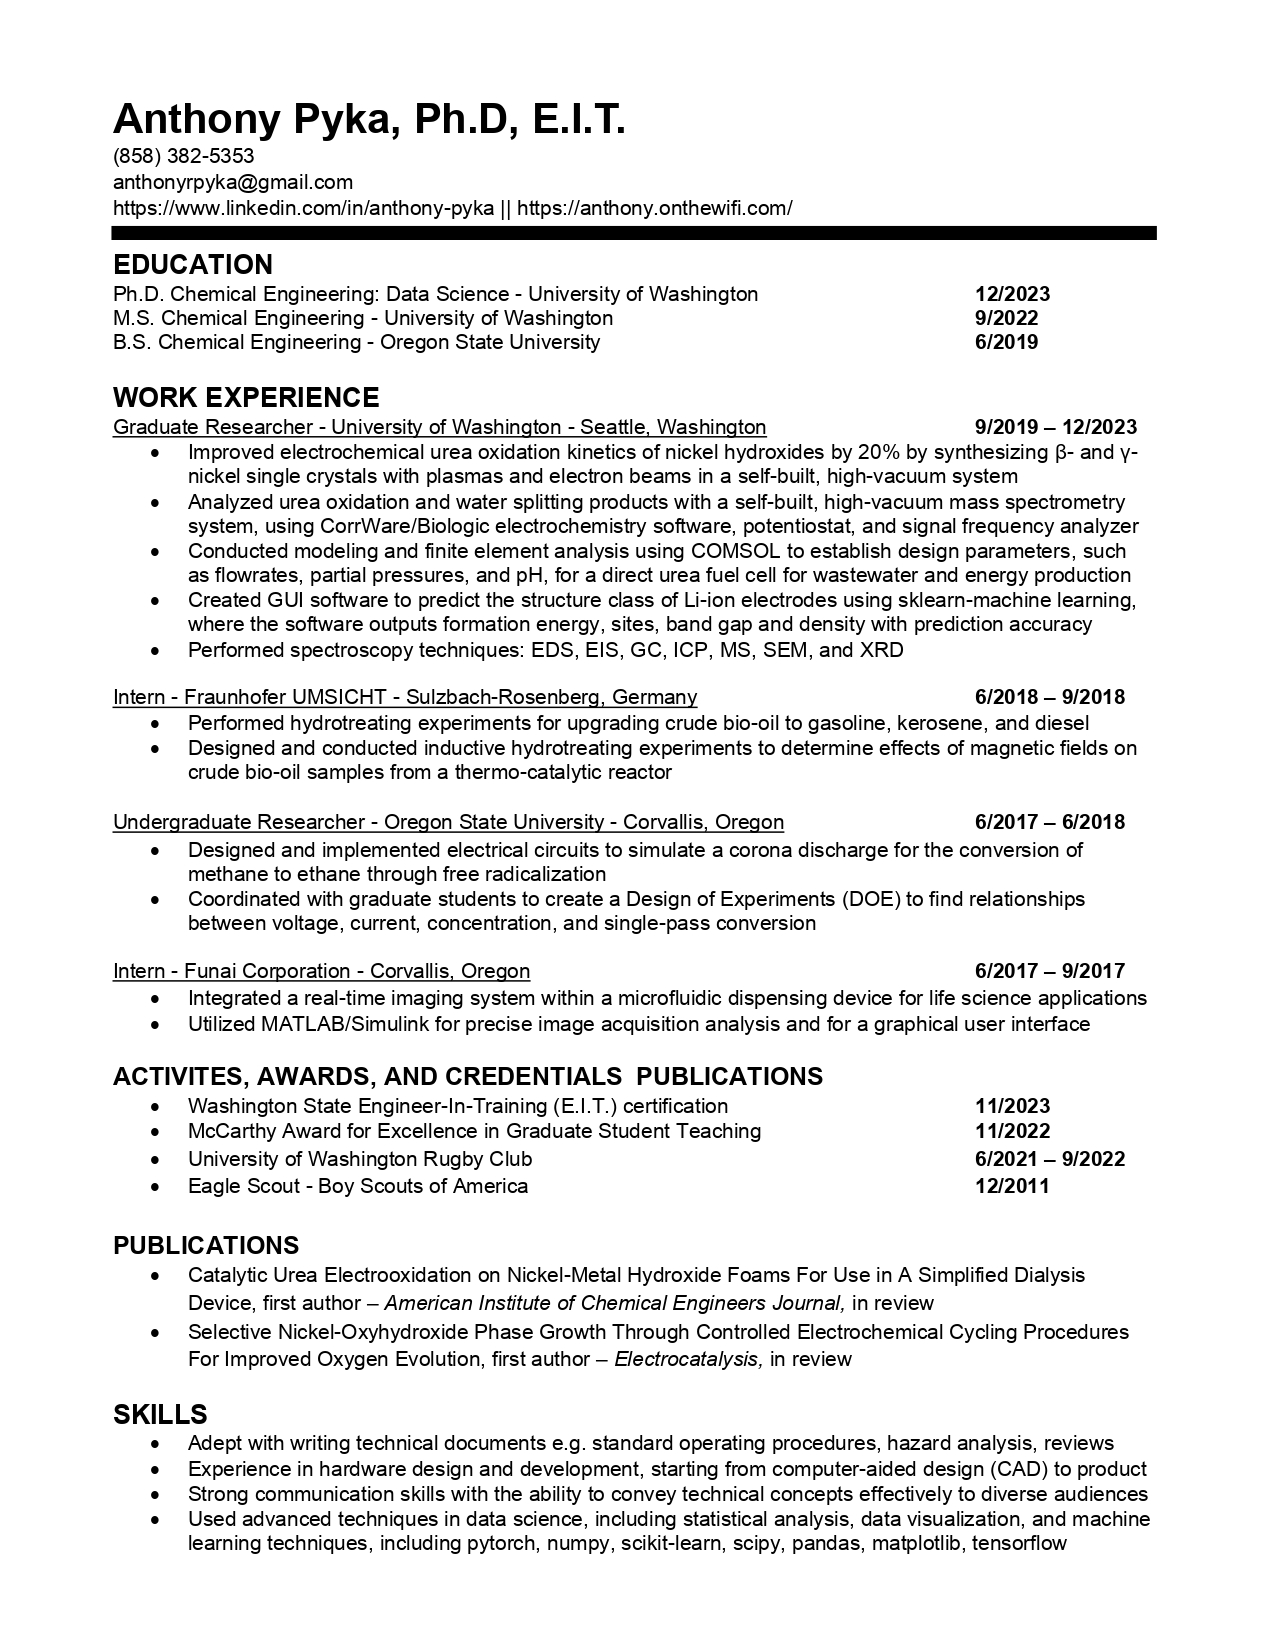 Anthony Pyka, Ph.D, E.I.T.
(858) 382-5353
anthonyrpyka@gmail.com
https://www.linkedin.com/in/anthony-pyka || https://anthony.onthewifi.com/
EDUCATION
Ph.D. Chemical Engineering: Data Science - University of Washington 12/2023
M.S. Chemical Engineering - University of Washington 9/2022
B.S. Chemical Engineering - Oregon State University 6/2019
WORK EXPERIENCE
Graduate Researcher - University of Washington - Seattle, Washington 9/2019 – 12/2023
• Improved electrochemical urea oxidation kinetics of nickel hydroxides by 20% by synthesizing β- and γ-
nickel single crystals with plasmas and electron beams in a self-built, high-vacuum system
• Analyzed urea oxidation and water splitting products with a self-built, high-vacuum mass spectrometry
system, using CorrWare/Biologic electrochemistry software, potentiostat, and signal frequency analyzer
• Conducted modeling and finite element analysis using COMSOL to establish design parameters, such
as flowrates, partial pressures, and pH, for a direct urea fuel cell for wastewater and energy production
• Created GUI software to predict the structure class of Li-ion electrodes using sklearn-machine learning,
where the software outputs formation energy, sites, band gap and density with prediction accuracy
• Performed spectroscopy techniques: EDS, EIS, GC, ICP, MS, SEM, and XRD
Intern - Fraunhofer UMSICHT - Sulzbach-Rosenberg, Germany 6/2018 – 9/2018
• Performed hydrotreating experiments for upgrading crude bio-oil to gasoline, kerosene, and diesel
• Designed and conducted inductive hydrotreating experiments to determine effects of magnetic fields on
crude bio-oil samples from a thermo-catalytic reactor
Undergraduate Researcher - Oregon State University - Corvallis, Oregon 6/2017 – 6/2018
• Designed and implemented electrical circuits to simulate a corona discharge for the conversion of
methane to ethane through free radicalization
• Coordinated with graduate students to create a Design of Experiments (DOE) to find relationships
between voltage, current, concentration, and single-pass conversion
Intern - Funai Corporation - Corvallis, Oregon 6/2017 – 9/2017
• Integrated a real-time imaging system within a microfluidic dispensing device for life science applications
• Utilized MATLAB/Simulink for precise image acquisition analysis and for a graphical user interface
ACTIVITES, AWARDS, AND CREDENTIALS PUBLICATIONS
• Washington State Engineer-In-Training (E.I.T.) certification 11/2023
• McCarthy Award for Excellence in Graduate Student Teaching 11/2022
• University of Washington Rugby Club 6/2021 – 9/2022
• Eagle Scout - Boy Scouts of America 12/2011
PUBLICATIONS
• Catalytic Urea Electrooxidation on Nickel-Metal Hydroxide Foams For Use in A Simplified Dialysis
Device, first author – American Institute of Chemical Engineers Journal, in review
• Selective Nickel-Oxyhydroxide Phase Growth Through Controlled Electrochemical Cycling Procedures
For Improved Oxygen Evolution, first author – Electrocatalysis, in review
SKILLS
• Adept with writing technical documents e.g. standard operating procedures, hazard analysis, reviews
• Experience in hardware design and development, starting from computer-aided design (CAD) to product
• Strong communication skills with the ability to convey technical concepts effectively to diverse audiences
• Used advanced techniques in data science, including statistical analysis, data visualization, and machine
learning techniques, including pytorch, numpy, scikit-learn, scipy, pandas, matplotlib, tensorflow